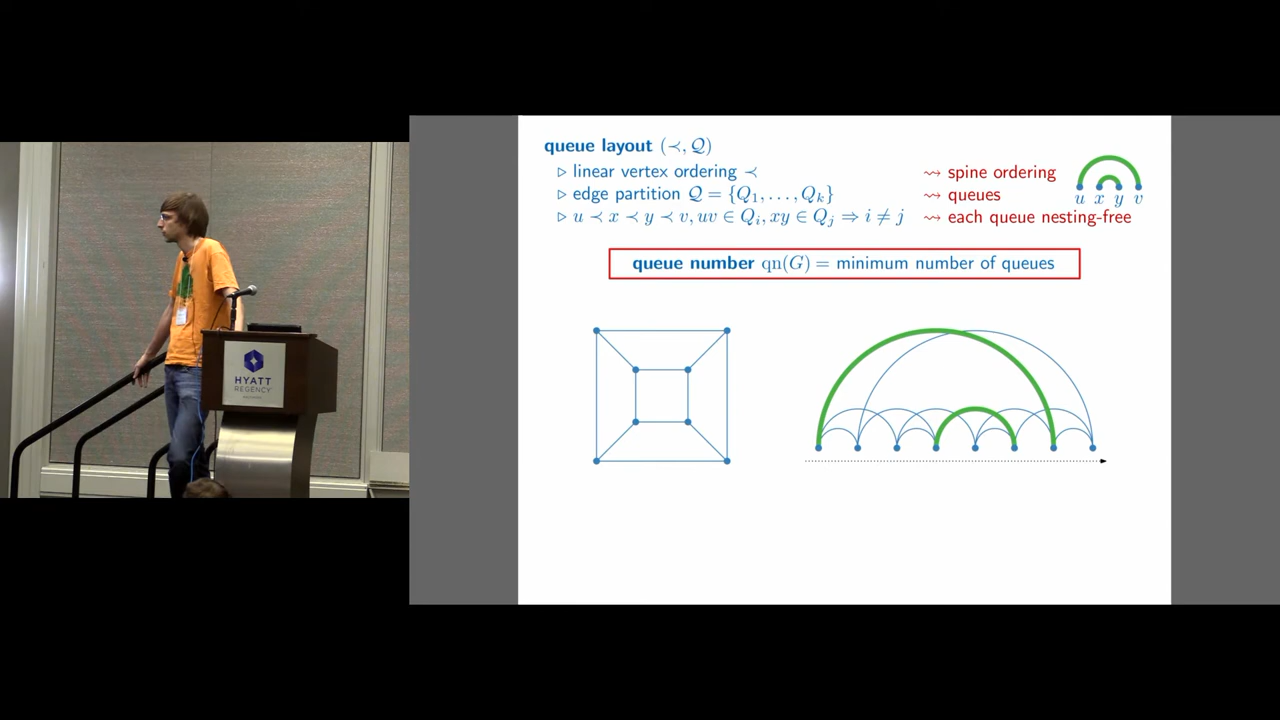 queue layout (≺, 𝒬)
▷ linear vertex ordering ≺ ⇝ spine ordering
▷ edge partition 𝒬 = {Q₁, . . . , Qₖ} ⇝ queues
u x y v
▷ u ≺ x ≺ y ≺ v, uv ∈ Qᵢ, xy ∈ Qⱼ ⇒ i ≠ j ⇝ each queue nesting-free
queue number qn(G) = minimum number of queues
HYATT
REGENCY